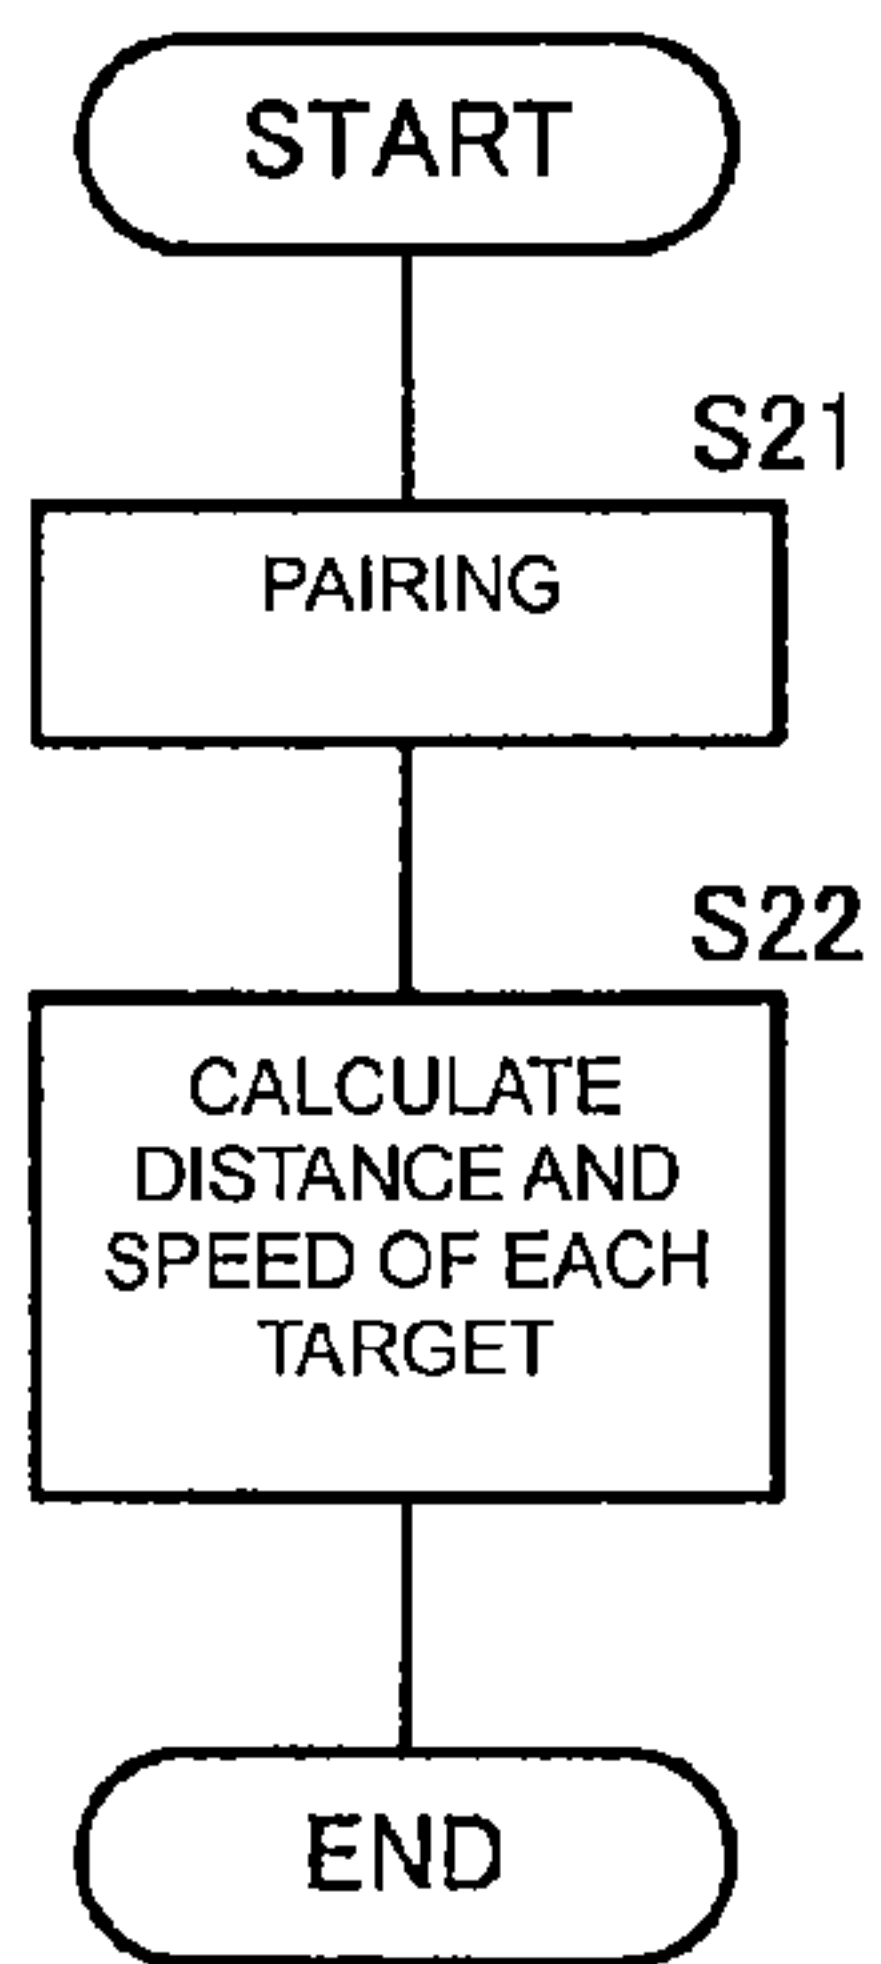 START
S21
PAIRING
S22
CALCULATE
DISTANCE AND
SPEED OF EACH
TARGET
END